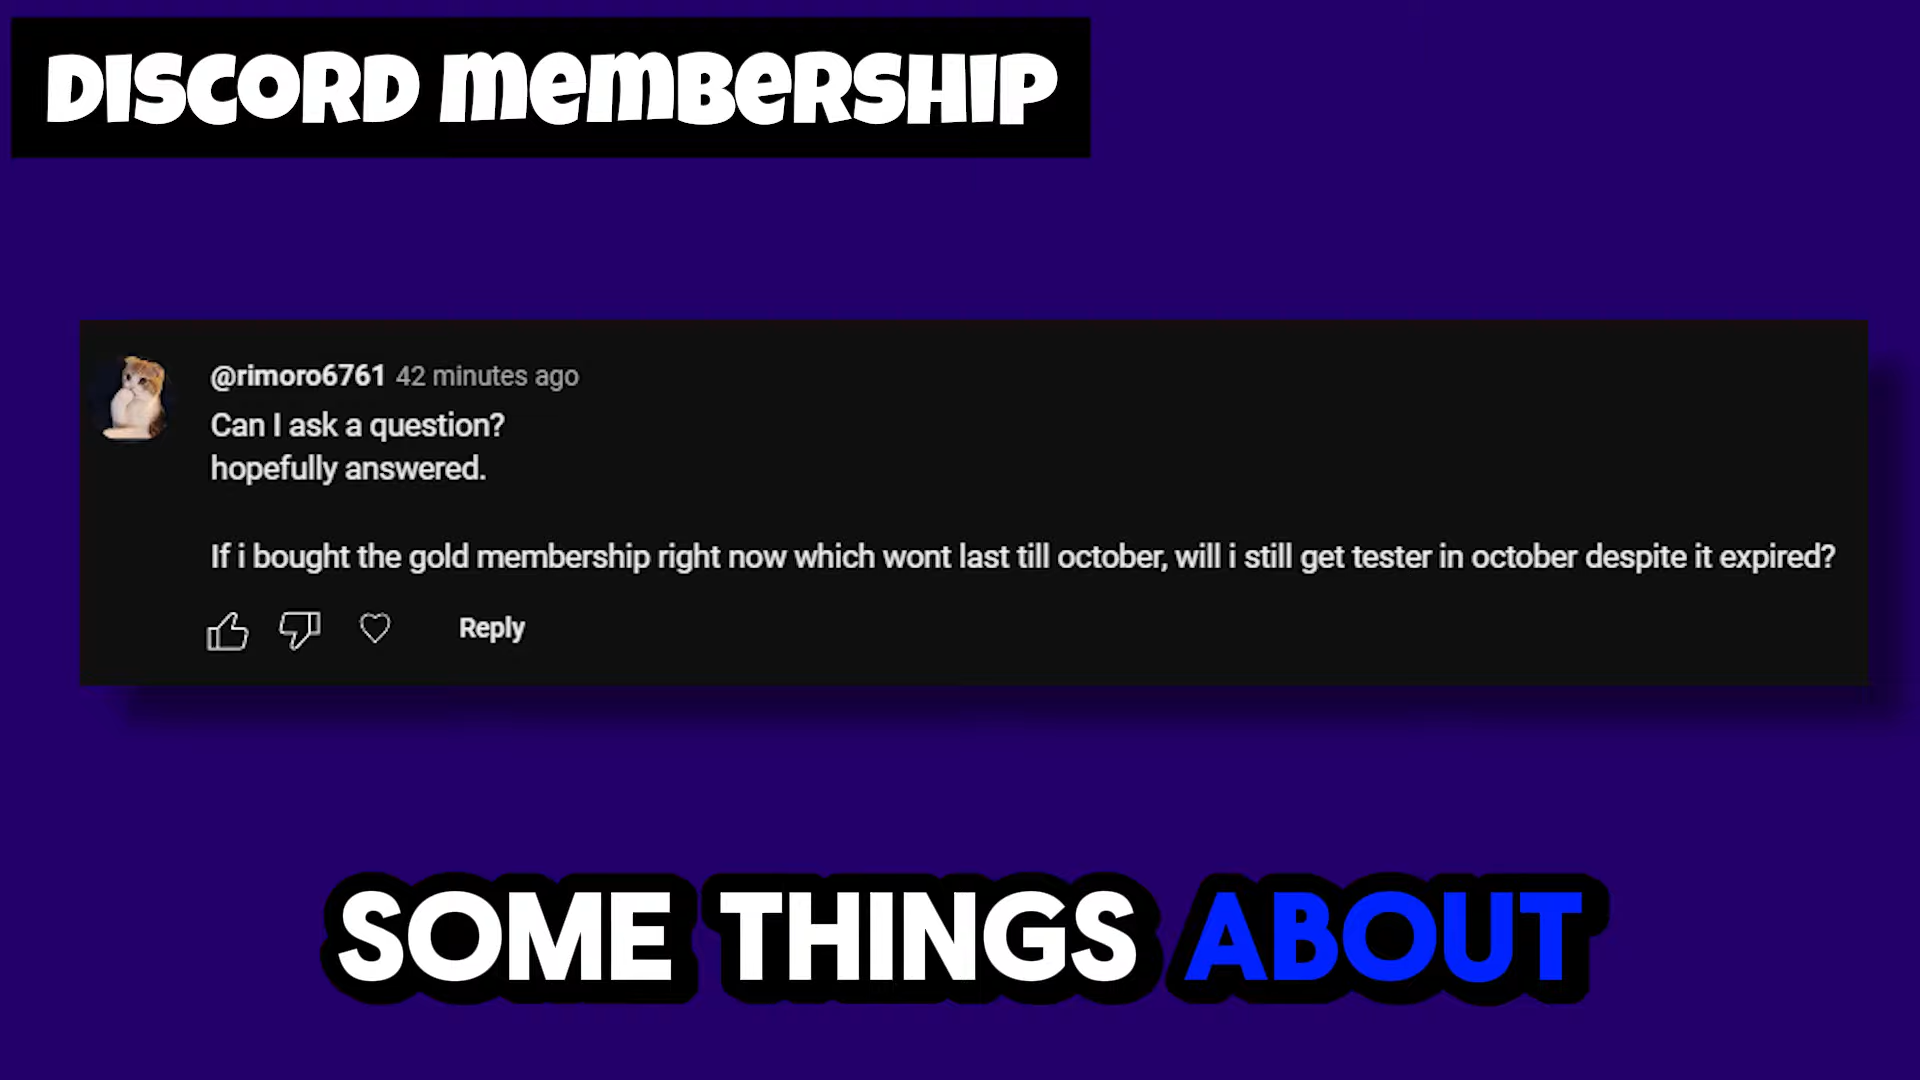 DISCORD MEMBERSHIP
@rimoro6761 42 minutes ago
Can I ask a question?
hopefully answered.
If i bought the gold membership right now which wont last till october, will i still get tester in october despite it expired?
Reply
SOME THINGS ABOUT